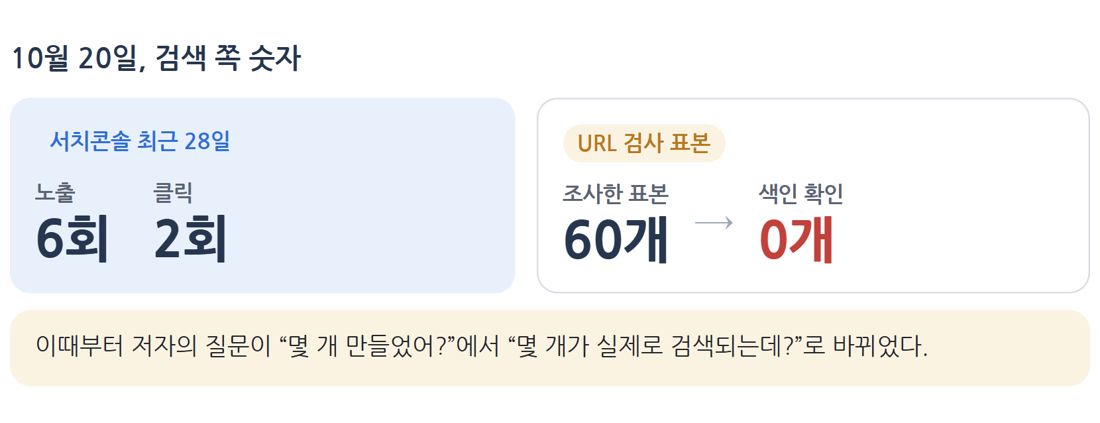 10월 20일, 검색 쪽 숫자
서치콘솔 최근 28일
노출 클릭
6회 2회
URL 검사 표본
조사한 표본 색인 확인
60개 → 0개
이때부터 저자의 질문이 “몇 개 만들었어?”에서 “몇 개가 실제로 검색되는데?”로 바뀌었다.